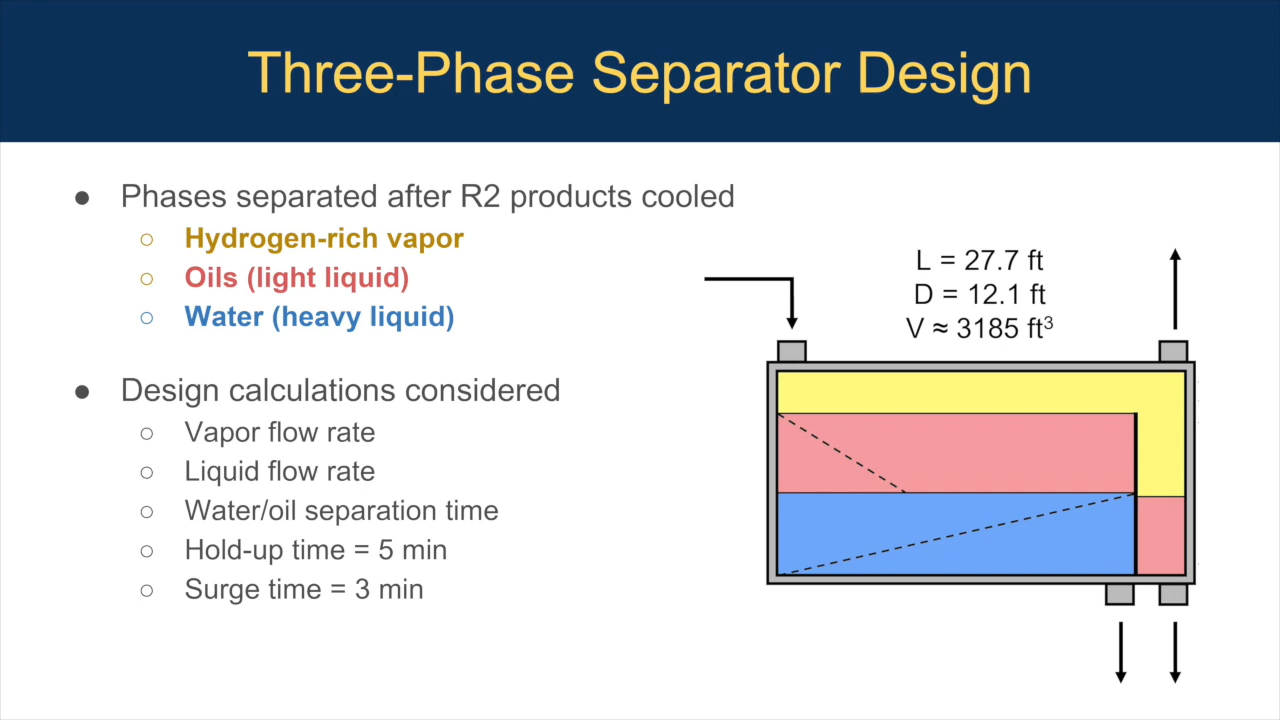 Three-Phase Separator Design
● Phases separated after R2 products cooled
○ Hydrogen-rich vapor
○ Oils (light liquid)
○ Water (heavy liquid)
● Design calculations considered
○ Vapor flow rate
○ Liquid flow rate
○ Water/oil separation time
○ Hold-up time = 5 min
○ Surge time = 3 min
L = 27.7 ft
D = 12.1 ft
V ≈ 3185 ft³